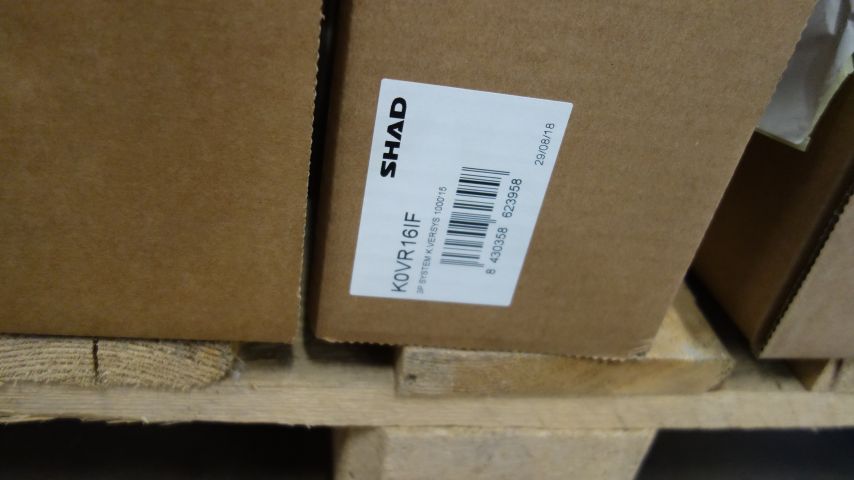 SHAD
K0VR16IF
3P SYSTEM K.VERSYS 1000'15
8 430358 623958
29/08/18